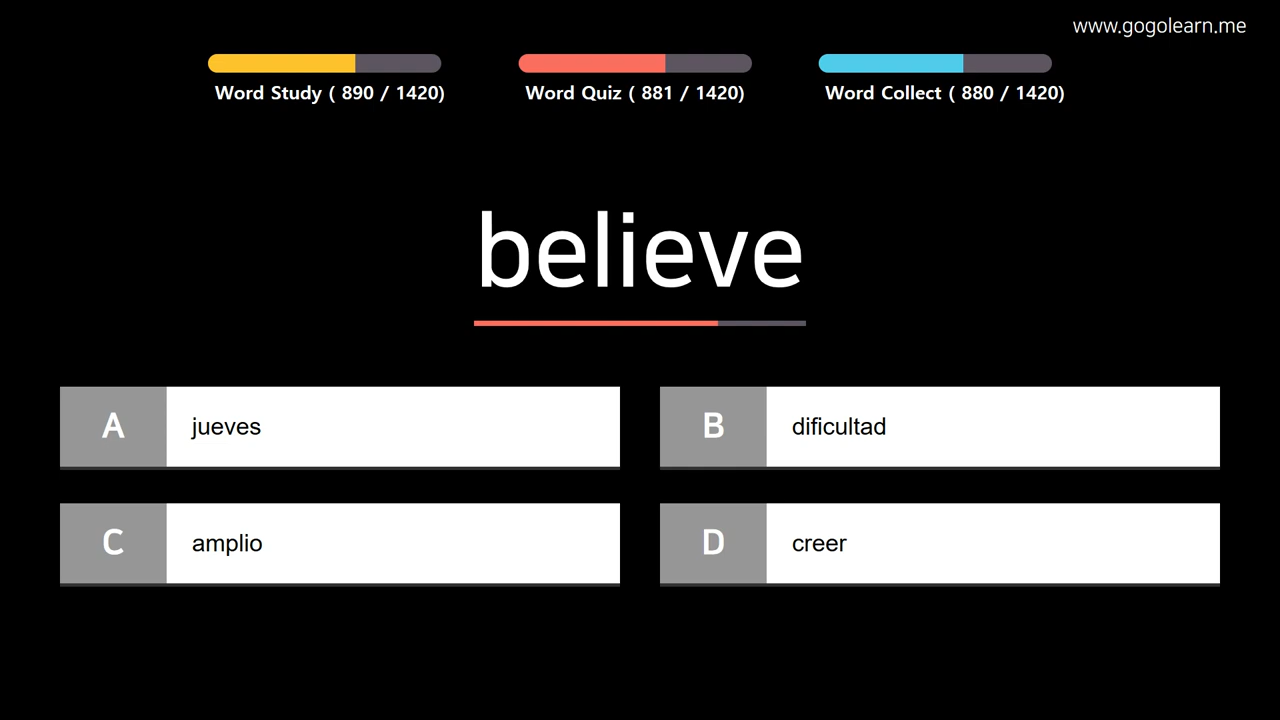 www.gogolearn.me
Word Study ( 890 / 1420)
Word Quiz ( 881 / 1420)
Word Collect ( 880 / 1420)
believe
A
jueves
B
dificultad
C
amplio
D
creer